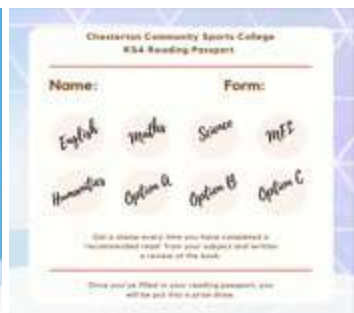 Chesterton Community Sports College
KS4 Reading Passport
Name: Form:
English Maths Science MFL
Humanities Option A Option B Option C
Get a stamp every time you have completed a
'recommended read' from your subject and written
a review of the book.
Once you've filled in your reading passport, you
will be put into a prize draw.